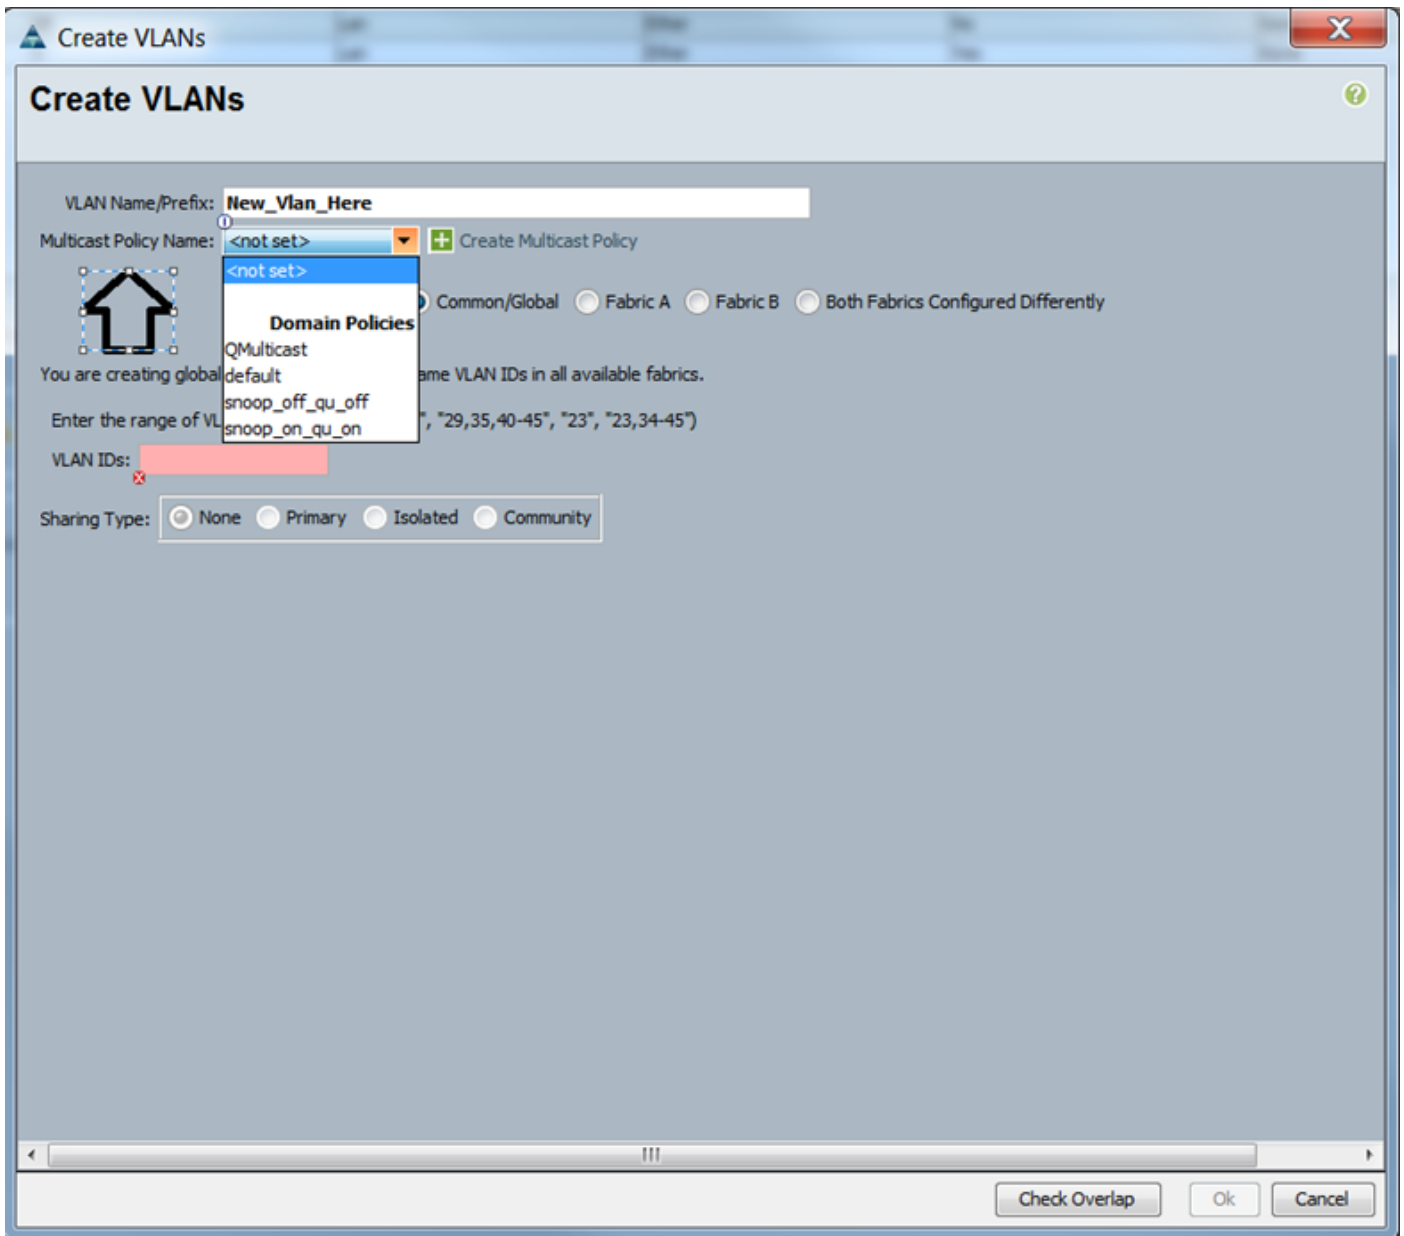 Create VLANs
Create VLANs
VLAN Name/Prefix: New_Vlan_Here
Multicast Policy Name: <not set> Create Multicast Policy
<not set>
Common/Global Fabric A Fabric B Both Fabrics Configured Differently
Domain Policies
QMulticast
You are creating global ame VLAN IDs in all available fabrics.
default
snoop_off_qu_off
Enter the range of VL ", "29,35,40-45", "23", "23,34-45")
snoop_on_qu_on
VLAN IDs:
Sharing Type: None Primary Isolated Community
Check Overlap Ok Cancel